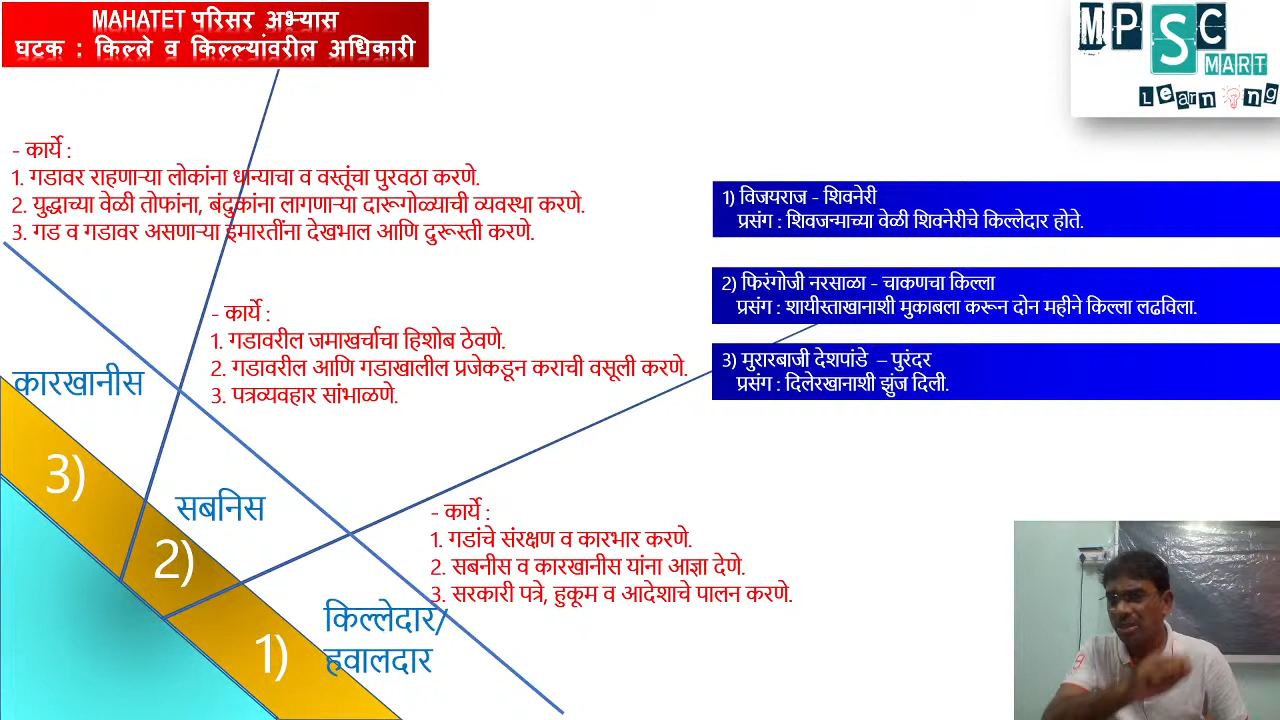 MAHATET परिसर अभ्यास
घटक : किल्ले व किल्ल्यांवरील अधिकारी
MPSC
SMART
LeArnIng
- कार्ये :
1. गडावर राहणाऱ्या लोकांना धान्याचा व वस्तूंचा पुरवठा करणे.
2. युद्धाच्या वेळी तोफांना, बंदुकांना लागणाऱ्या दारूगोळ्याची व्यवस्था करणे.
3. गड व गडावर असणाऱ्या इमारतींना देखभाल आणि दुरूस्ती करणे.
कारखानीस
3)
- कार्ये :
1. गडावरील जमाखर्चाचा हिशोब ठेवणे.
2. गडावरील आणि गडाखालील प्रजेकडून कराची वसूली करणे.
3. पत्रव्यवहार सांभाळणे.
सबनिस
2)
- कार्ये :
1. गडांचे संरक्षण व कारभार करणे.
2. सबनीस व कारखानीस यांना आज्ञा देणे.
3. सरकारी पत्रे, हुकूम व आदेशाचे पालन करणे.
किल्लेदार/
हवालदार
1)
1) विजयराज - शिवनेरी
प्रसंग : शिवजन्माच्या वेळी शिवनेरीचे किल्लेदार होते.
2) फिरंगोजी नरसाळा - चाकणचा किल्ला
प्रसंग : शायीस्ताखानाशी मुकाबला करून दोन महीने किल्ला लढविला.
3) मुरारबाजी देशपांडे – पुरंदर
प्रसंग : दिलेरखानाशी झुंज दिली.